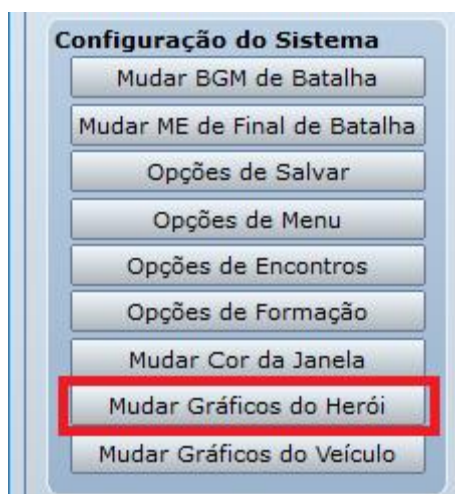 Configuração do Sistema
Mudar BGM de Batalha
Mudar ME de Final de Batalha
Opções de Salvar
Opções de Menu
Opções de Encontros
Opções de Formação
Mudar Cor da Janela
Mudar Gráficos do Herói
Mudar Gráficos do Veículo